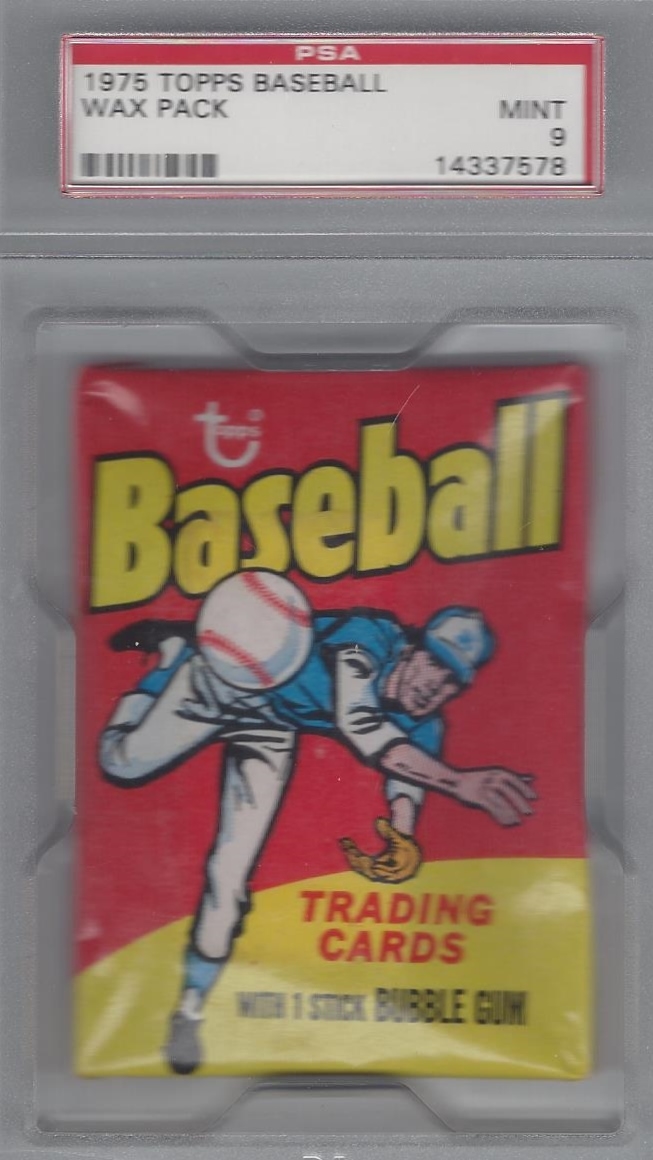 PSA
1975 TOPPS BASEBALL
WAX PACK MINT
9
14337578
topps
Baseball
TRADING
CARDS
WITH 1 STICK BUBBLE GUM